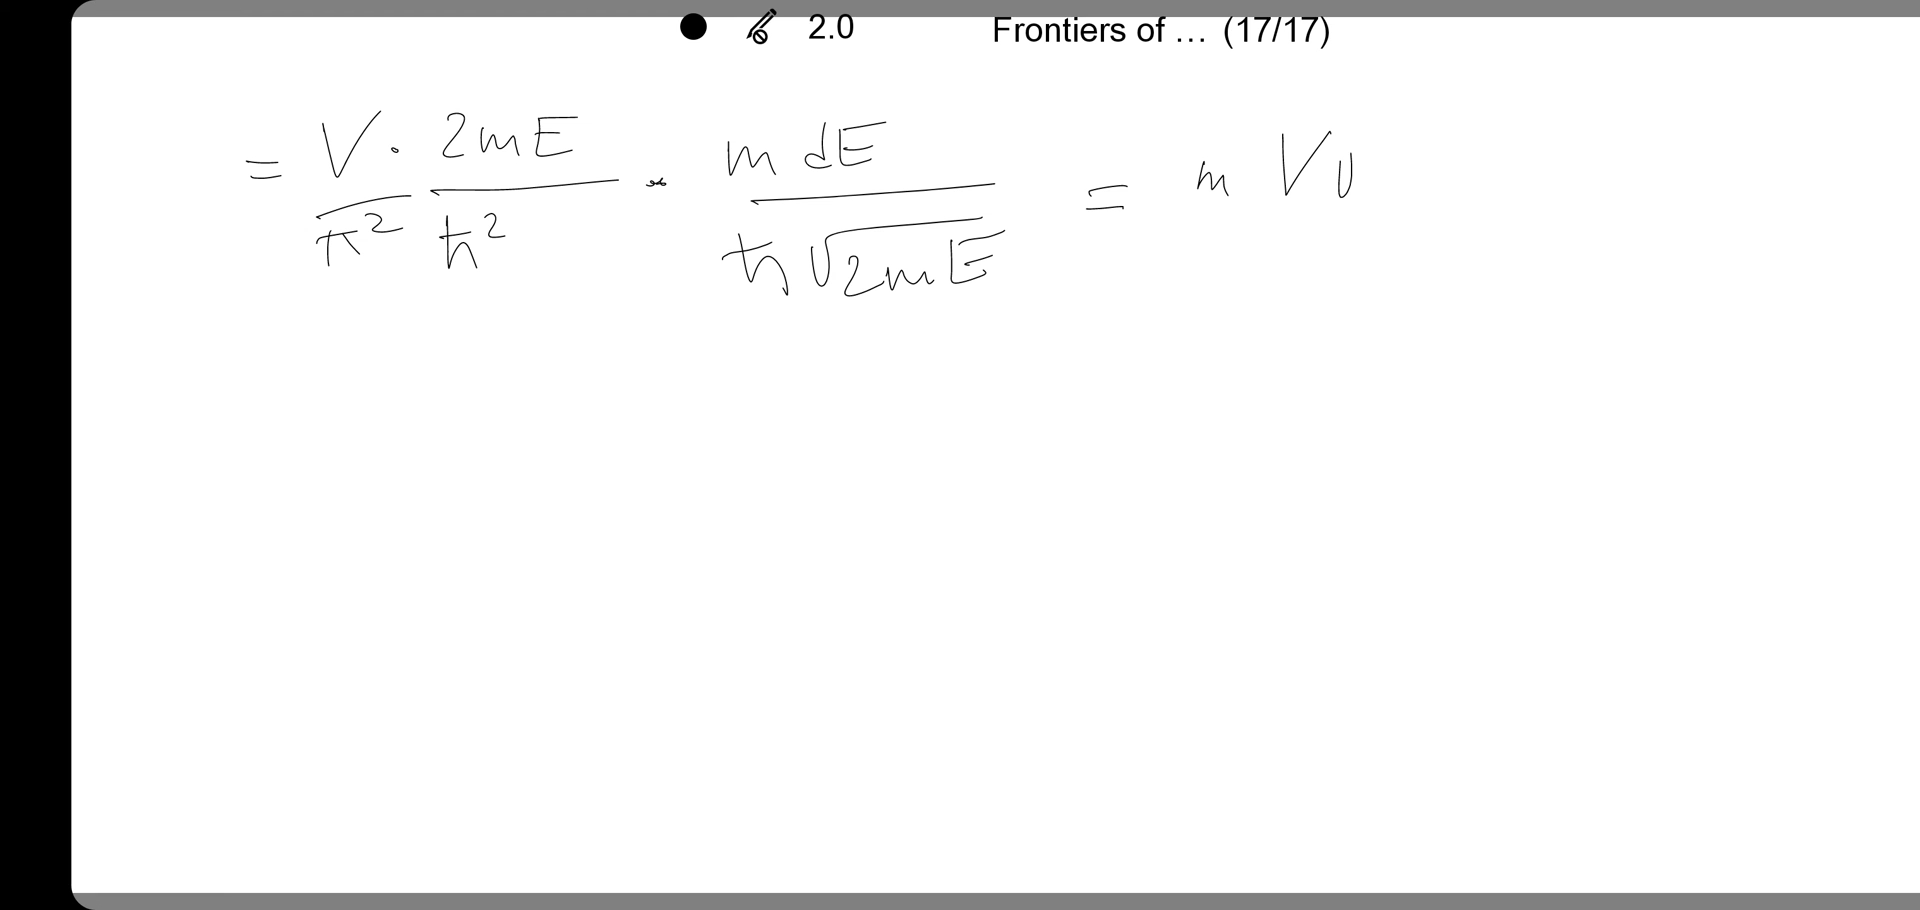 2.0 Frontiers of … (17/17)
= V/π² · 2mE/ħ² · m dE/(ħ√(2mE)) = m V